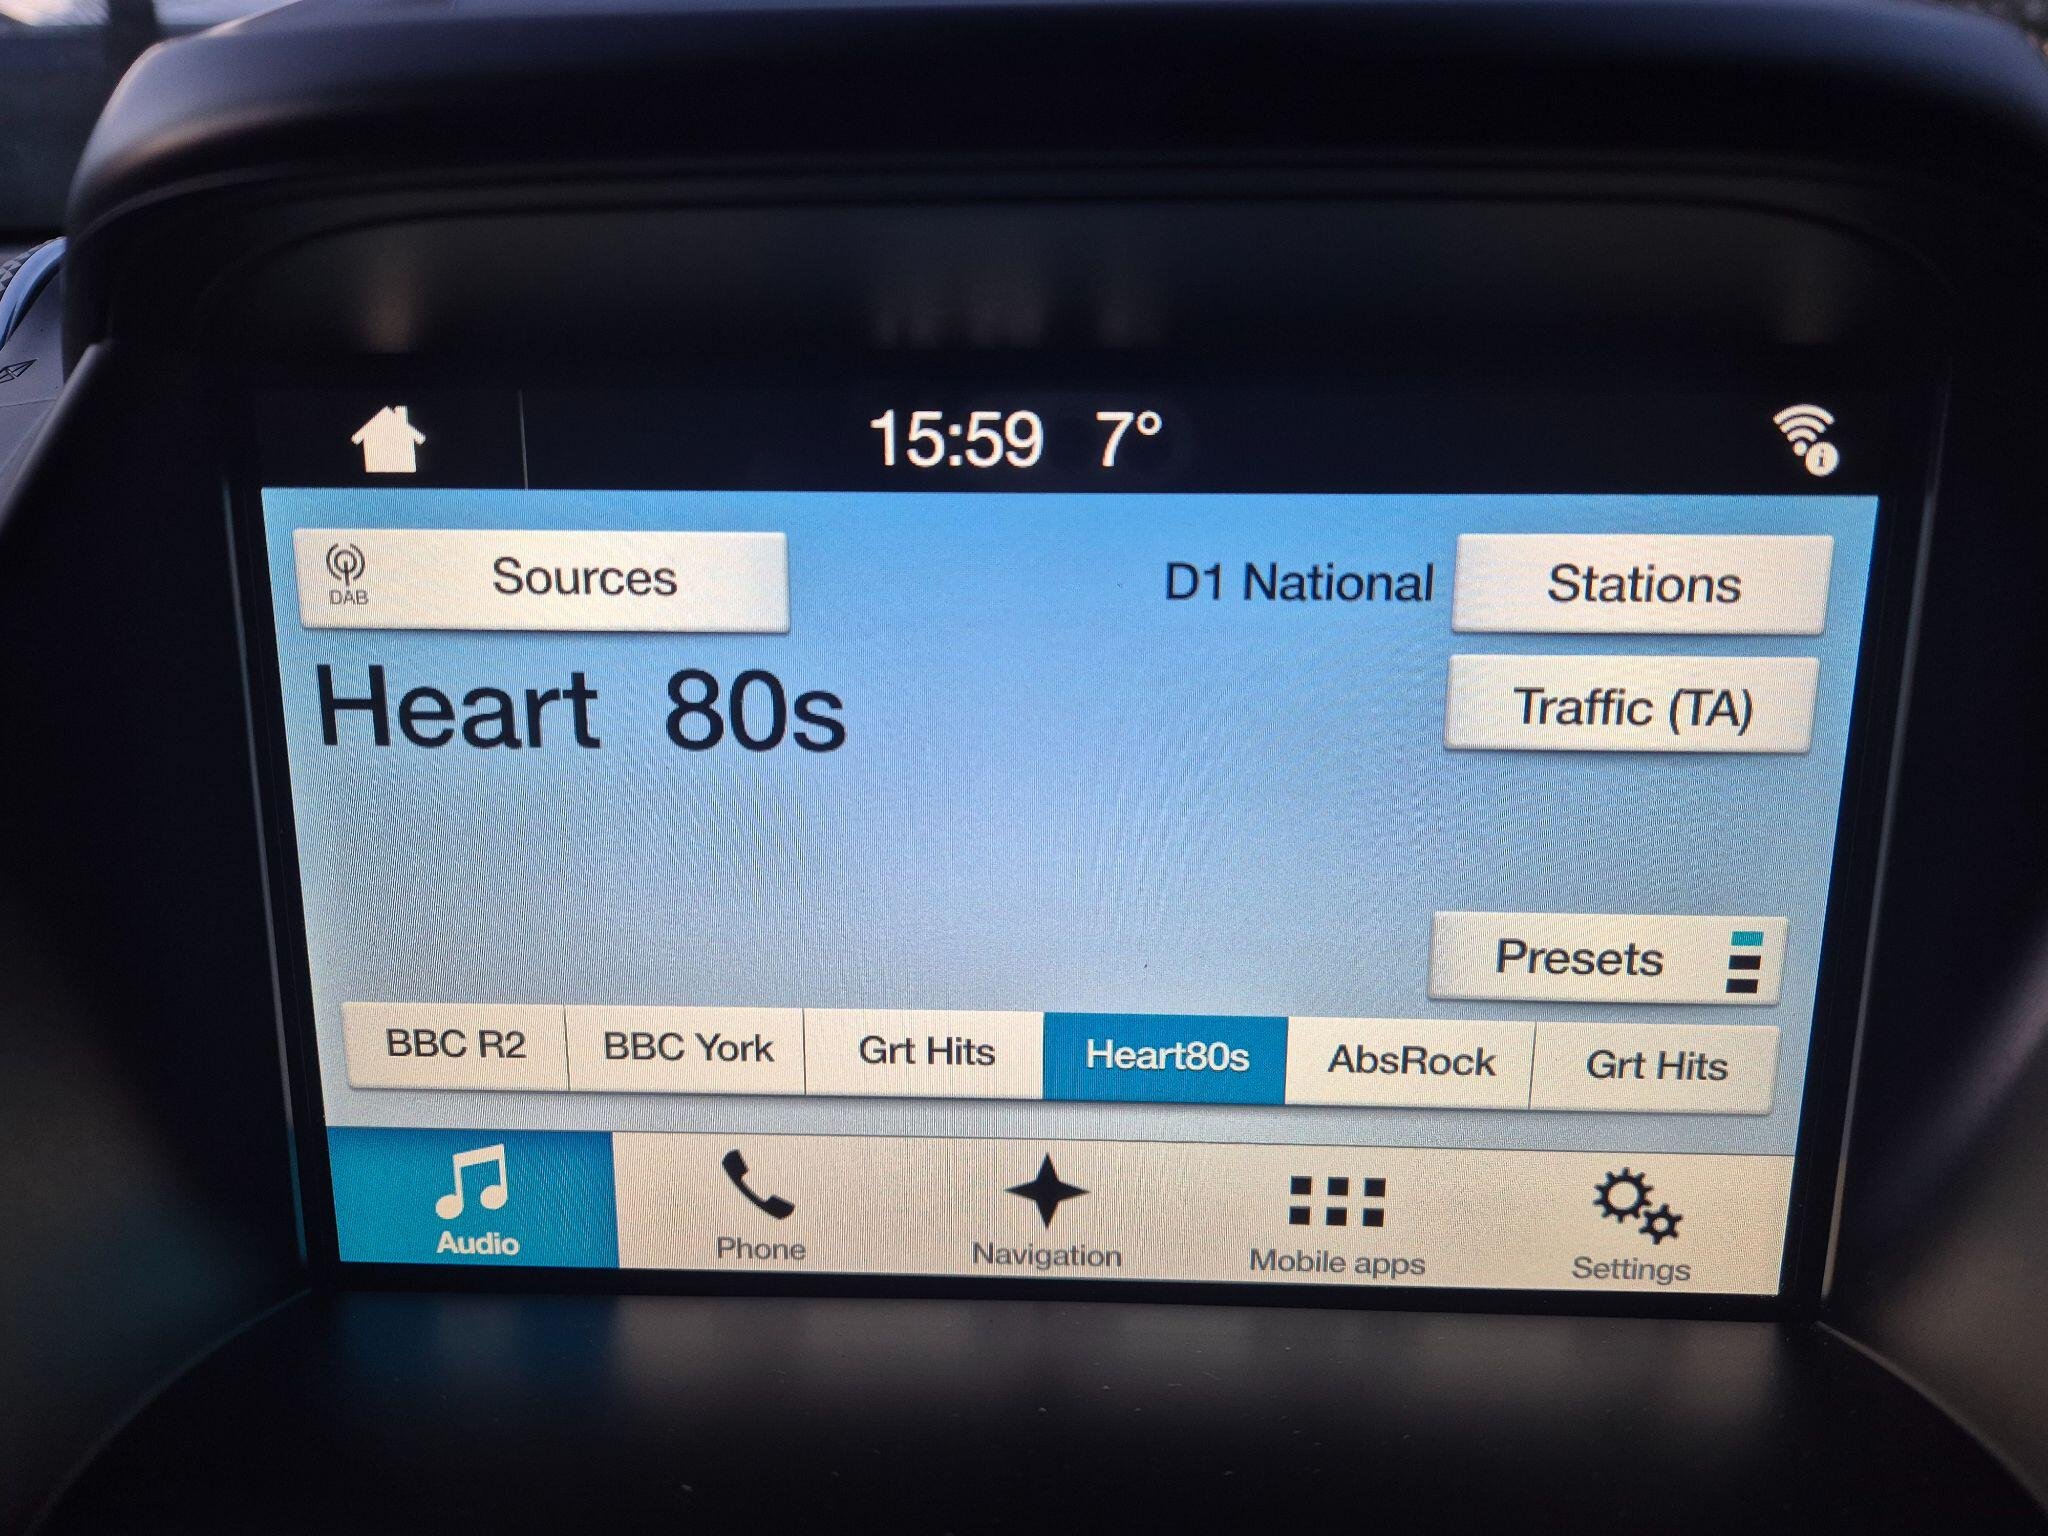 15:59 7°
i
DAB Sources D1 National Stations
Heart 80s
Traffic (TA)
Presets
BBC R2 BBC York Grt Hits Heart80s AbsRock Grt Hits
Audio Phone Navigation Mobile apps Settings